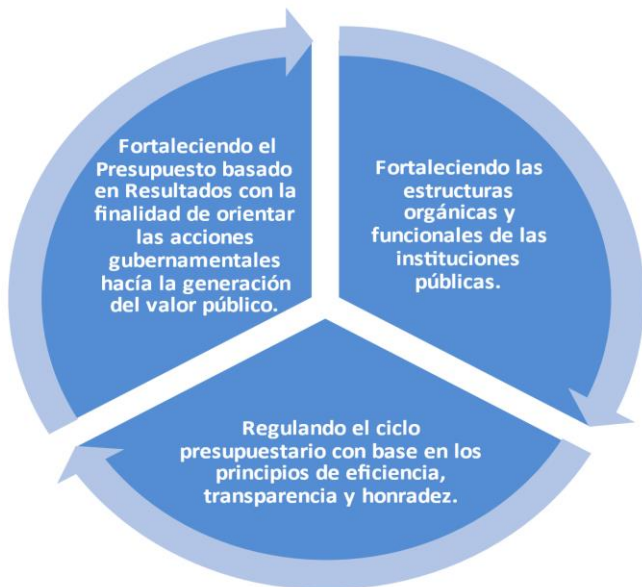 Fortaleciendo el
Presupuesto basado
en Resultados con la
finalidad de orientar
las acciones
gubernamentales
hacía la generación
del valor público.
Fortaleciendo las
estructuras
orgánicas y
funcionales de las
instituciones
públicas.
Regulando el ciclo
presupuestario con base en los
principios de eficiencia,
transparencia y honradez.